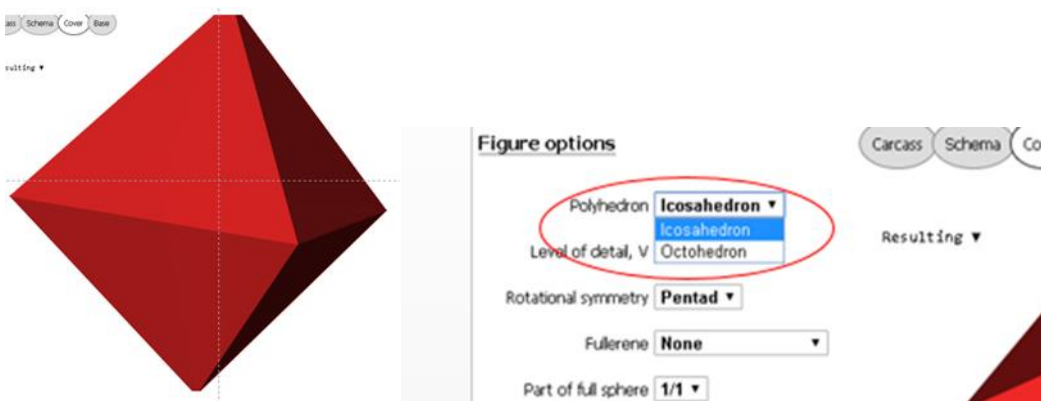 Schema Cover Base
Figure options
Carcass Schema Co
Polyhedron Icosahedron ▼
Icosahedron
Octohedron
Resulting ▼
Level of detail, V
Rotational symmetry Pentad ▼
Fullerene None ▼
Part of full sphere 1/1 ▼